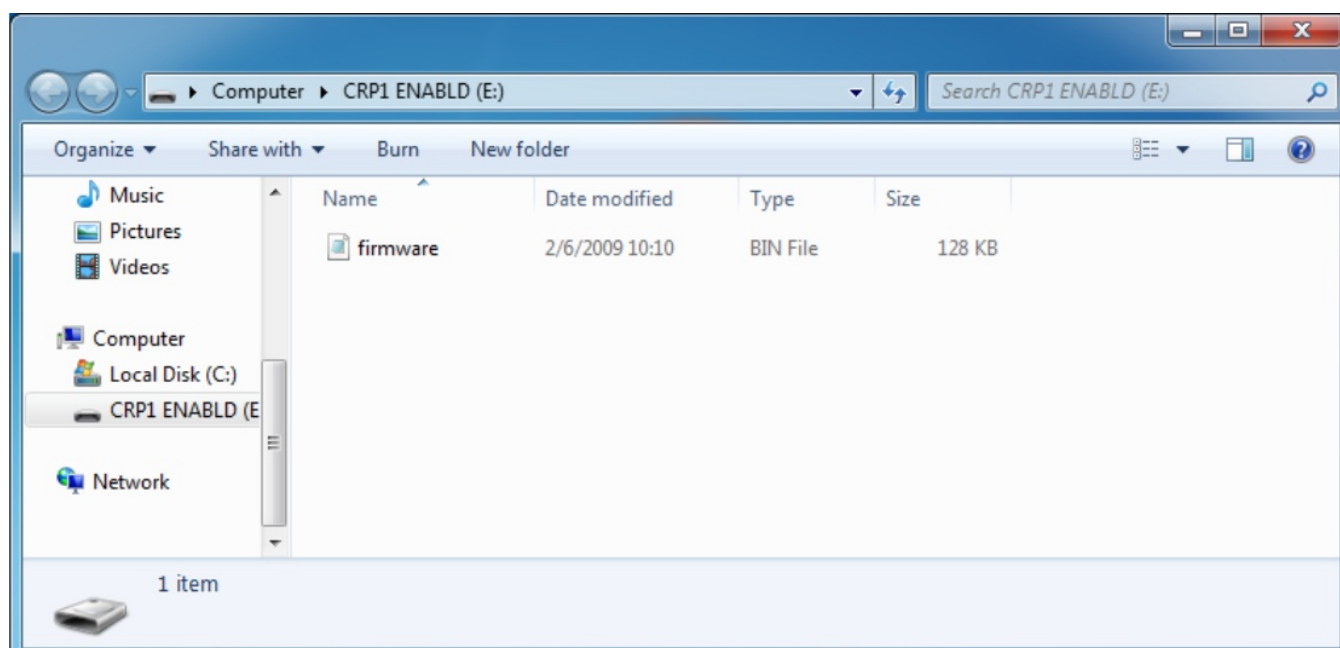 Computer ▸ CRP1 ENABLD (E:)
Search CRP1 ENABLD (E:)
Organize Share with Burn New folder
Music
Pictures
Videos
Computer
Local Disk (C:)
CRP1 ENABLD (E
Network
Name Date modified Type Size
firmware 2/6/2009 10:10 BIN File 128 KB
1 item